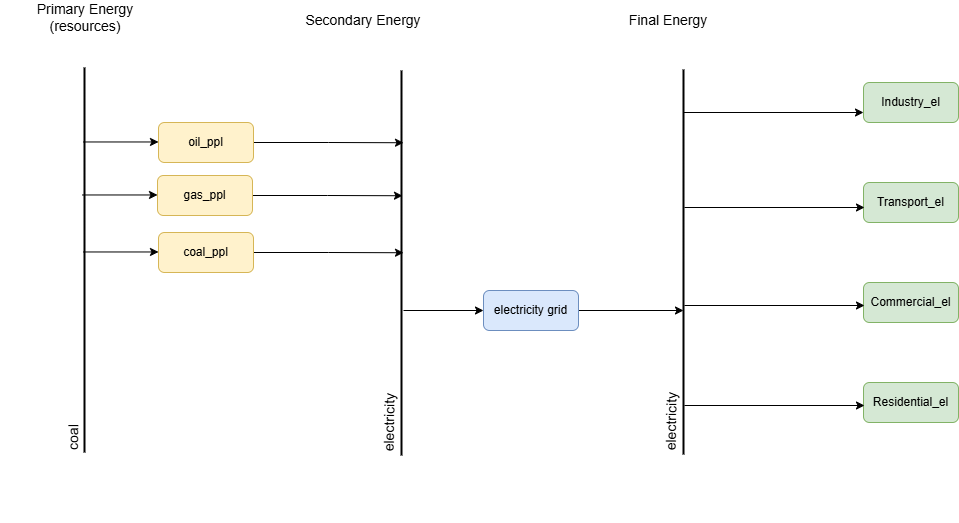 Primary Energy
(resources)
Secondary Energy
Final Energy
oil_ppl
gas_ppl
coal_ppl
electricity grid
Industry_el
Transport_el
Commercial_el
Residential_el
coal
electricity
electricity